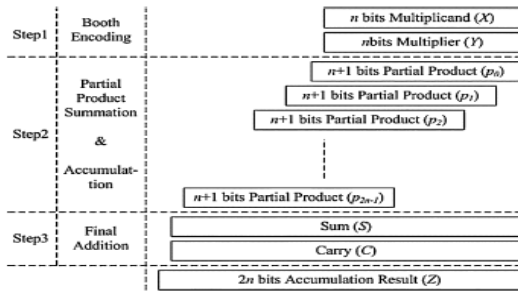 Step1
Booth
Encoding
n bits Multiplicand (X)
nbits Multiplier (Y)
Step2
Partial
Product
Summation
&
Accumulat-
tion
n+1 bits Partial Product (p0)
n+1 bits Partial Product (p1)
n+1 bits Partial Product (p2)
n+1 bits Partial Product (p2n-1)
Step3
Final
Addition
Sum (S)
Carry (C)
2n bits Accumulation Result (Z)